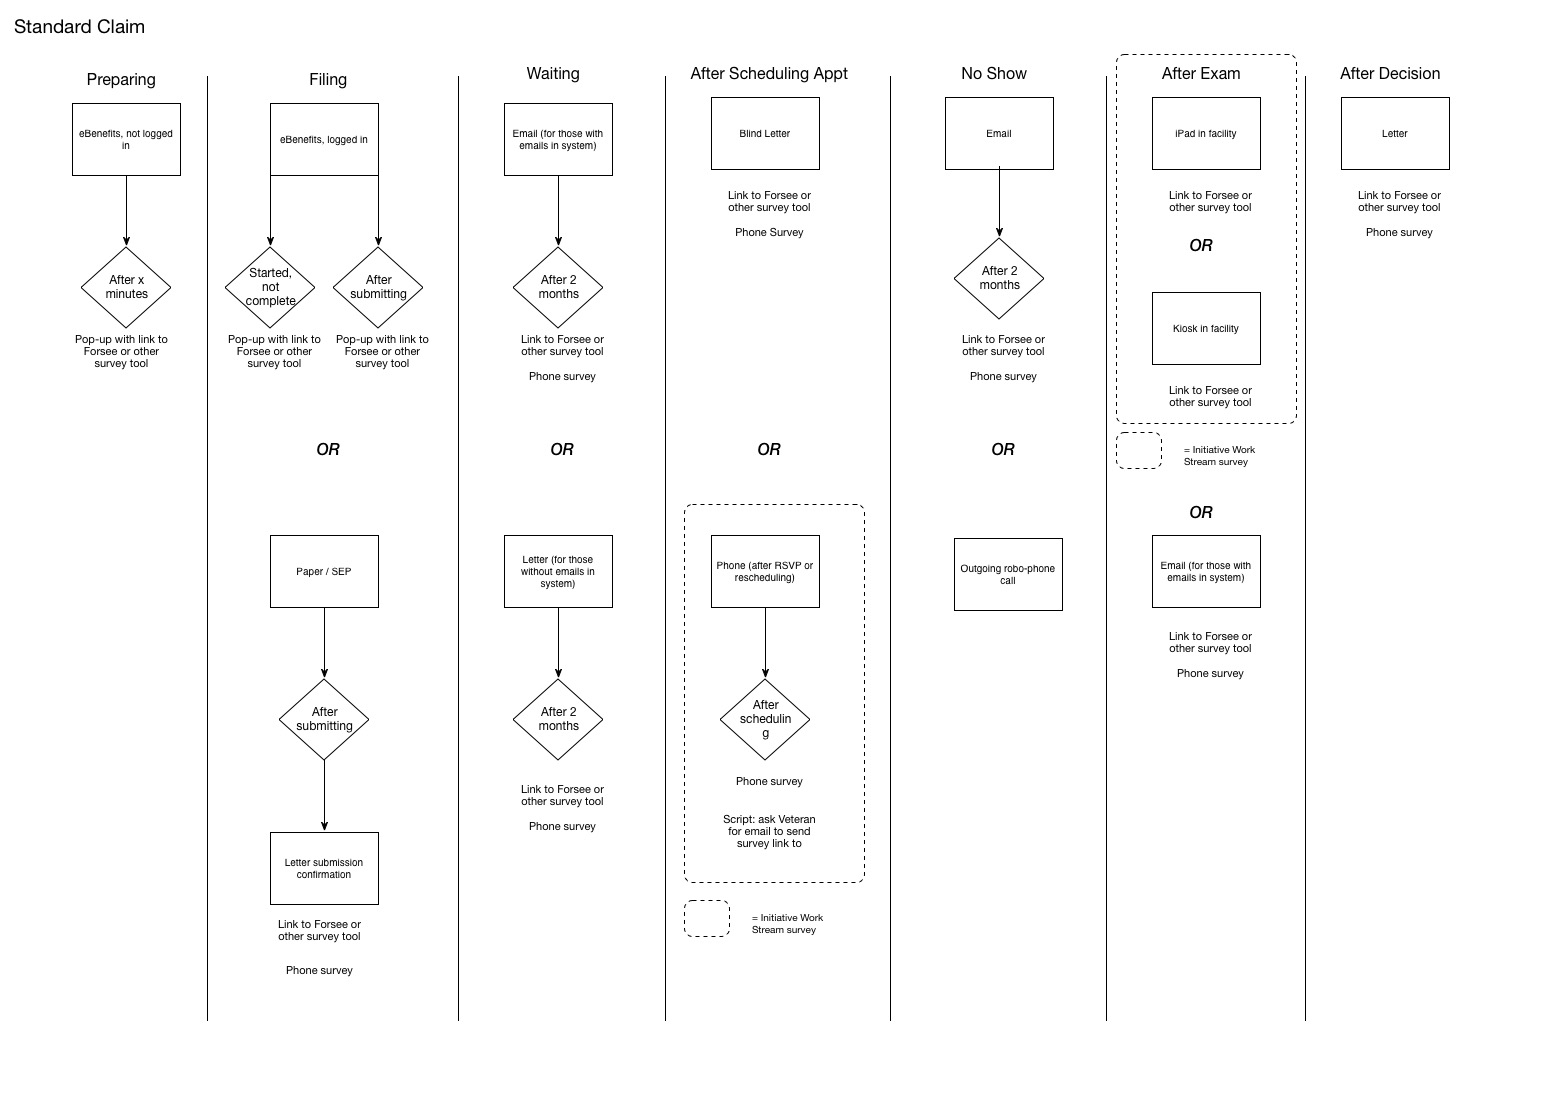 Standard Claim
Preparing
eBenefits, not logged
in
After x
minutes
Pop-up with link to
Forsee or other
survey tool
Filing
eBenefits, logged in
Started,
not
complete
Pop-up with link to
Forsee or other
survey tool
After
submitting
Pop-up with link to
Forsee or other
survey tool
OR
Paper / SEP
After
submitting
Letter submission
confirmation
Link to Forsee or
other survey tool
Phone survey
Waiting
Email (for those with
emails in system)
After 2
months
Link to Forsee or
other survey tool
Phone survey
OR
Letter (for those
without emails in
system)
After 2
months
Link to Forsee or
other survey tool
Phone survey
After Scheduling Appt
Blind Letter
Link to Forsee or
other survey tool
Phone Survey
OR
Phone (after RSVP or
rescheduling)
After
schedulin
g
Phone survey
Script: ask Veteran
for email to send
survey link to
= Initiative Work
Stream survey
No Show
Email
After 2
months
Link to Forsee or
other survey tool
Phone survey
OR
Outgoing robo-phone
call
After Exam
iPad in facility
Link to Forsee or
other survey tool
OR
Kiosk in facility
Link to Forsee or
other survey tool
= Initiative Work
Stream survey
OR
Email (for those with
emails in system)
Link to Forsee or
other survey tool
Phone survey
After Decision
Letter
Link to Forsee or
other survey tool
Phone survey